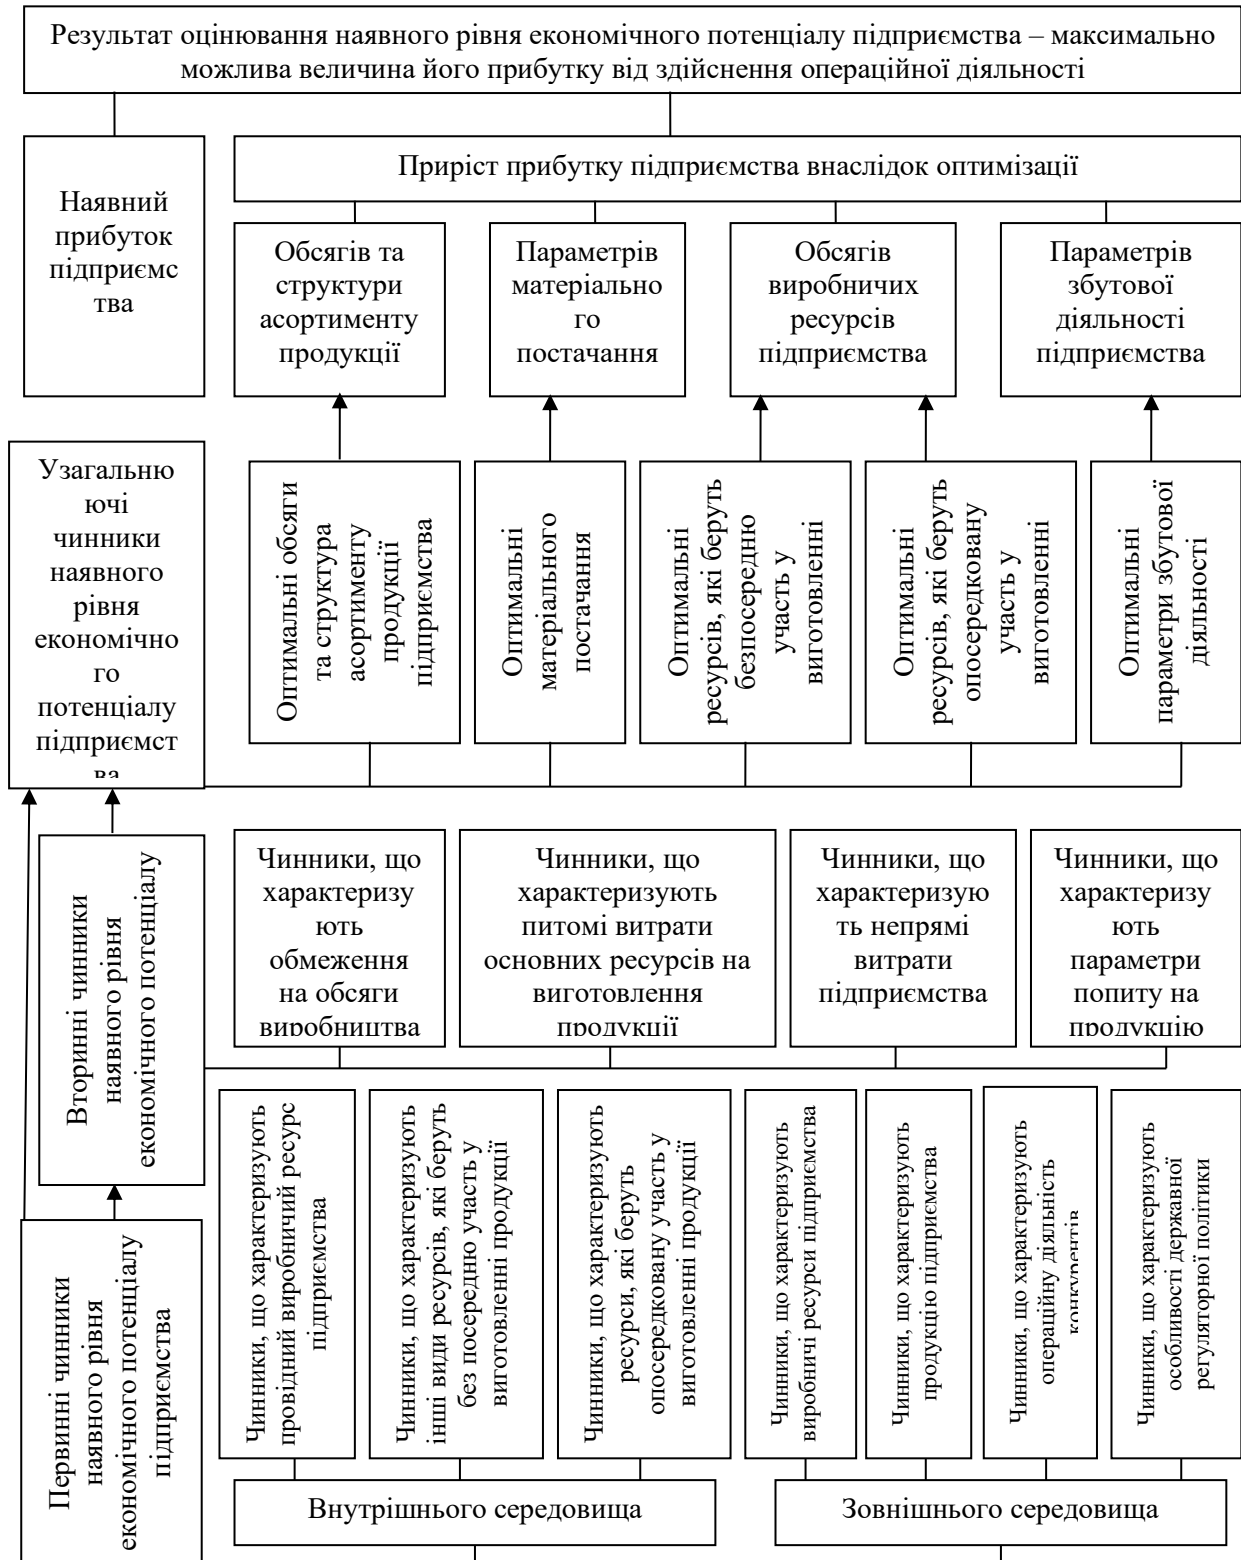 Результат оцінювання наявного рівня економічного потенціалу підприємства – максимально
можлива величина його прибутку від здійснення операційної діяльності
Наявний
прибуток
підприємс
тва
Приріст прибутку підприємства внаслідок оптимізації
Обсягів та
структури
асортименту
продукції
Параметрів
матеріально
го
постачання
Обсягів
виробничих
ресурсів
підприємства
Параметрів
збутової
діяльності
підприємства
Узагальню
ючі
чинники
наявного
рівня
економічно
го
потенціалу
підприємст
ва
Оптимальні обсяги
та структура
асортименту
продукції
підприємства
Оптимальні
матеріального
постачання
Оптимальні
ресурсів, які беруть
безпосередню
участь у
виготовленні
Оптимальні
ресурсів, які беруть
опосередковану
участь у
виготовленні
Оптимальні
параметри збутової
діяльності
Вторинні чинники
наявного рівня
економічного потенціалу
Чинники, що
характеризу
ють
обмеження
на обсяги
виробництва
Чинники, що
характеризують
питомі витрати
основних ресурсів на
виготовлення
продукції
Чинники, що
характеризую
ть непрямі
витрати
підприємства
Чинники, що
характеризу
ють
параметри
попиту на
продукцію
Первинні чинники
наявного рівня
економічного потенціалу
підприємства
Чинники, що характеризують
провідний виробничий ресурс
підприємства
Чинники, що характеризують
інші види ресурсів, які беруть
без посередню участь у
виготовленні продукції
Чинники, що характеризують
ресурси, які беруть
опосередковану участь у
виготовленні продукції
Чинники, що характеризують
виробничі ресурси підприємства
Чинники, що характеризують
продукцію підприємства
Чинники, що характеризують
операційну діяльність
конкурентів
Чинники, що характеризують
особливості державної
регуляторної політики
Внутрішнього середовища
Зовнішнього середовища